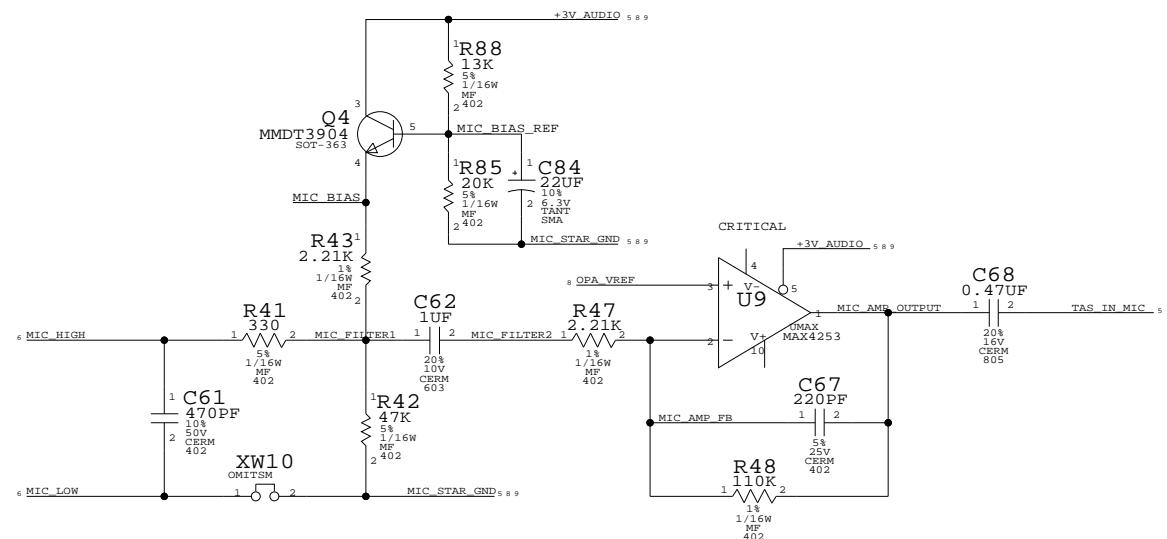 +3V_AUDIO 5 8 9
1
R88
13K
5%
1/16W
MF
402
2
3
Q4
MMDT3904
SOT-363
5
4
MIC_BIAS_REF
1
R85
20K
5%
1/16W
MF
402
2
+
1
C84
22UF
10%
6.3V
TANT
SMA
2
MIC_BIAS
MIC_STAR_GND 5 8 9
R43
1
2.21K
1%
1/16W
MF
402
2
CRITICAL
+3V_AUDIO 5 8 9
4
V-
5
8 OPA_VREF
3
+
U9
1
UMAX
MAX4253
V+
10
2
-
MIC_AMP_OUTPUT
C68
0.47UF
1 2
20%
16V
CERM
805
TAS_IN_MIC 5
6 MIC_HIGH
R41
330
1 2
5%
1/16W
MF
402
MIC_FILTER1
C62
1UF
1 2
20%
10V
CERM
603
MIC_FILTER2
R47
2.21K
1 2
1%
1/16W
MF
402
1
C61
470PF
10%
50V
CERM
402
2
1
R42
47K
5%
1/16W
MF
402
2
C67
220PF
MIC_AMP_FB
1 2
5%
25V
CERM
402
XW10
OMITSM
6 MIC_LOW
1 2
MIC_STAR_GND 5 8 9
R48
110K
1 2
1%
1/16W
MF
402